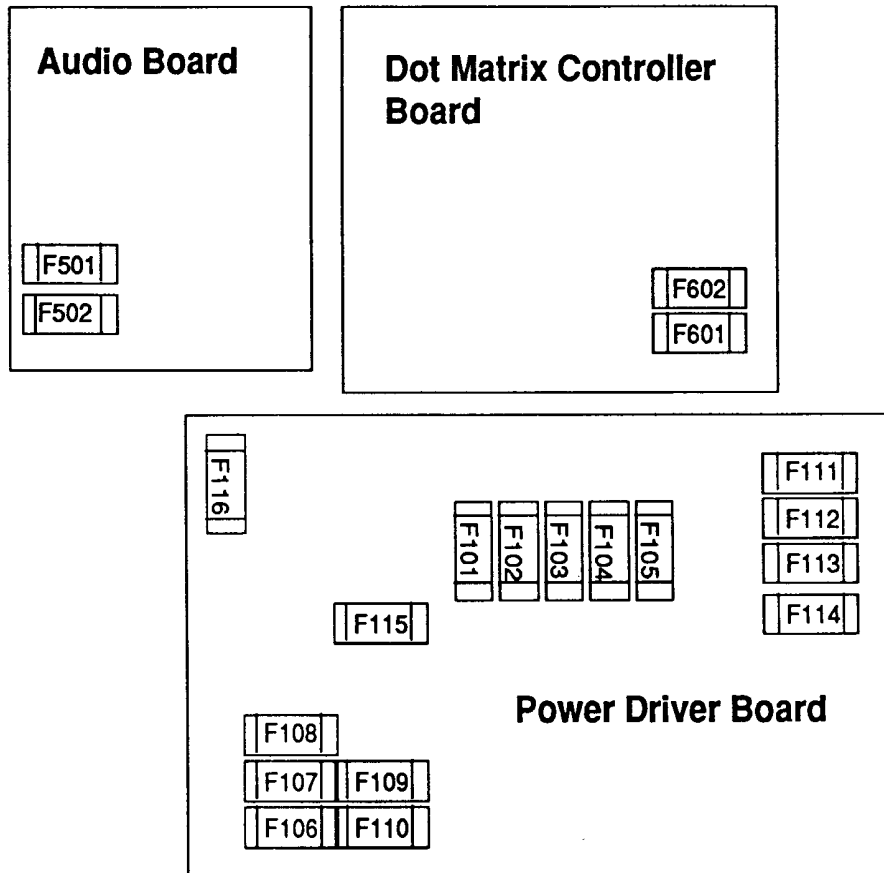 Audio Board
Dot Matrix Controller
Board
F501
F502
F602
F601
F116
F101
F102
F103
F104
F105
F111
F112
F113
F114
F115
Power Driver Board
F108
F107
F109
F106
F110